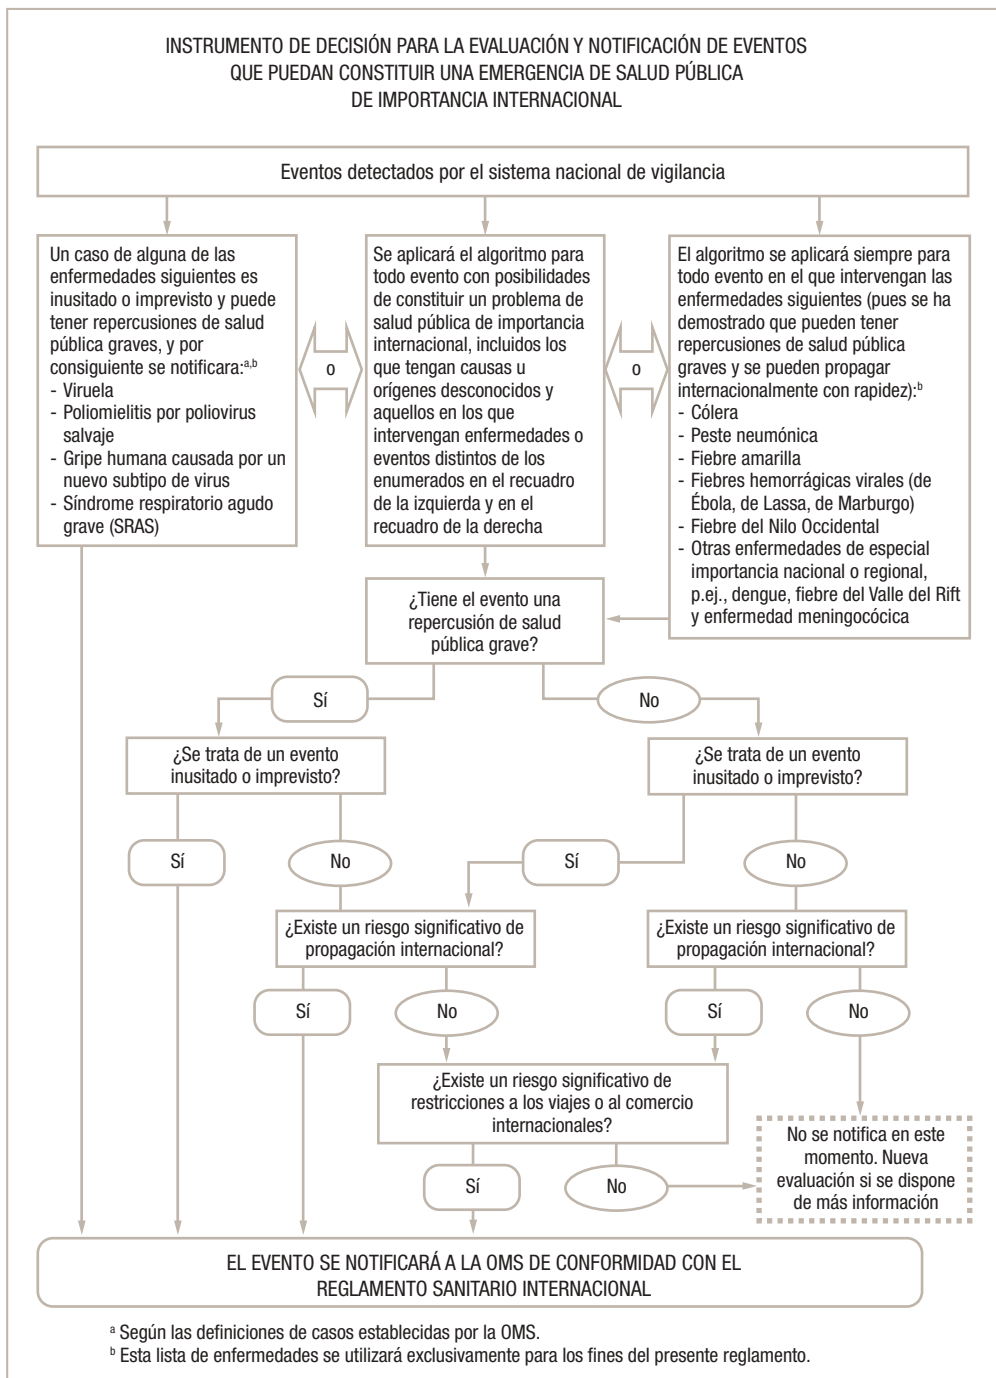 INSTRUMENTO DE DECISIÓN PARA LA EVALUACIÓN Y NOTIFICACIÓN DE EVENTOS
QUE PUEDAN CONSTITUIR UNA EMERGENCIA DE SALUD PÚBLICA
DE IMPORTANCIA INTERNACIONAL
Eventos detectados por el sistema nacional de vigilancia
Un caso de alguna de las
enfermedades siguientes es
inusitado o imprevisto y puede
tener repercusiones de salud
pública graves, y por
consiguiente se notificara:a,b
- Viruela
- Poliomielitis por poliovirus
salvaje
- Gripe humana causada por un
nuevo subtipo de virus
- Síndrome respiratorio agudo
grave (SRAS)
o
Se aplicará el algoritmo para
todo evento con posibilidades
de constituir un problema de
salud pública de importancia
internacional, incluidos los
que tengan causas u
orígenes desconocidos y
aquellos en los que
intervengan enfermedades o
eventos distintos de los
enumerados en el recuadro
de la izquierda y en el
recuadro de la derecha
o
El algoritmo se aplicará siempre para
todo evento en el que intervengan las
enfermedades siguientes (pues se ha
demostrado que pueden tener
repercusiones de salud pública
graves y se pueden propagar
internacionalmente con rapidez):b
- Cólera
- Peste neumónica
- Fiebre amarilla
- Fiebres hemorrágicas virales (de
Ébola, de Lassa, de Marburgo)
- Fiebre del Nilo Occidental
- Otras enfermedades de especial
importancia nacional o regional,
p.ej., dengue, fiebre del Valle del Rift
y enfermedad meningocócica
¿Tiene el evento una
repercusión de salud
pública grave?
Sí
No
¿Se trata de un evento
inusitado o imprevisto?
¿Se trata de un evento
inusitado o imprevisto?
Sí
No
Sí
No
¿Existe un riesgo significativo de
propagación internacional?
¿Existe un riesgo significativo de
propagación internacional?
Sí
No
Sí
No
¿Existe un riesgo significativo de
restricciones a los viajes o al comercio
internacionales?
Sí
No
No se notifica en este
momento. Nueva
evaluación si se dispone
de más información
EL EVENTO SE NOTIFICARÁ A LA OMS DE CONFORMIDAD CON EL
REGLAMENTO SANITARIO INTERNACIONAL
a Según las definiciones de casos establecidas por la OMS.
b Esta lista de enfermedades se utilizará exclusivamente para los fines del presente reglamento.